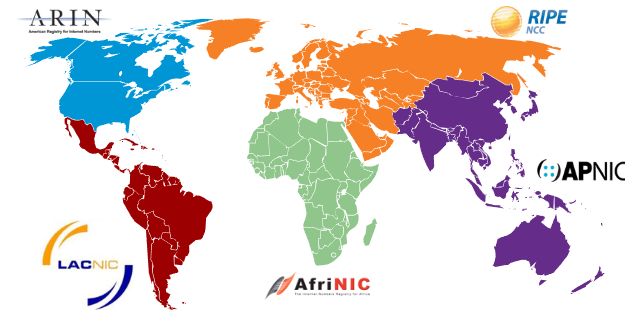 ARIN
American Registry for Internet Numbers
RIPE
NCC
APNIC
LACNIC
AfriNIC
The Internet Numbers Registry for Africa